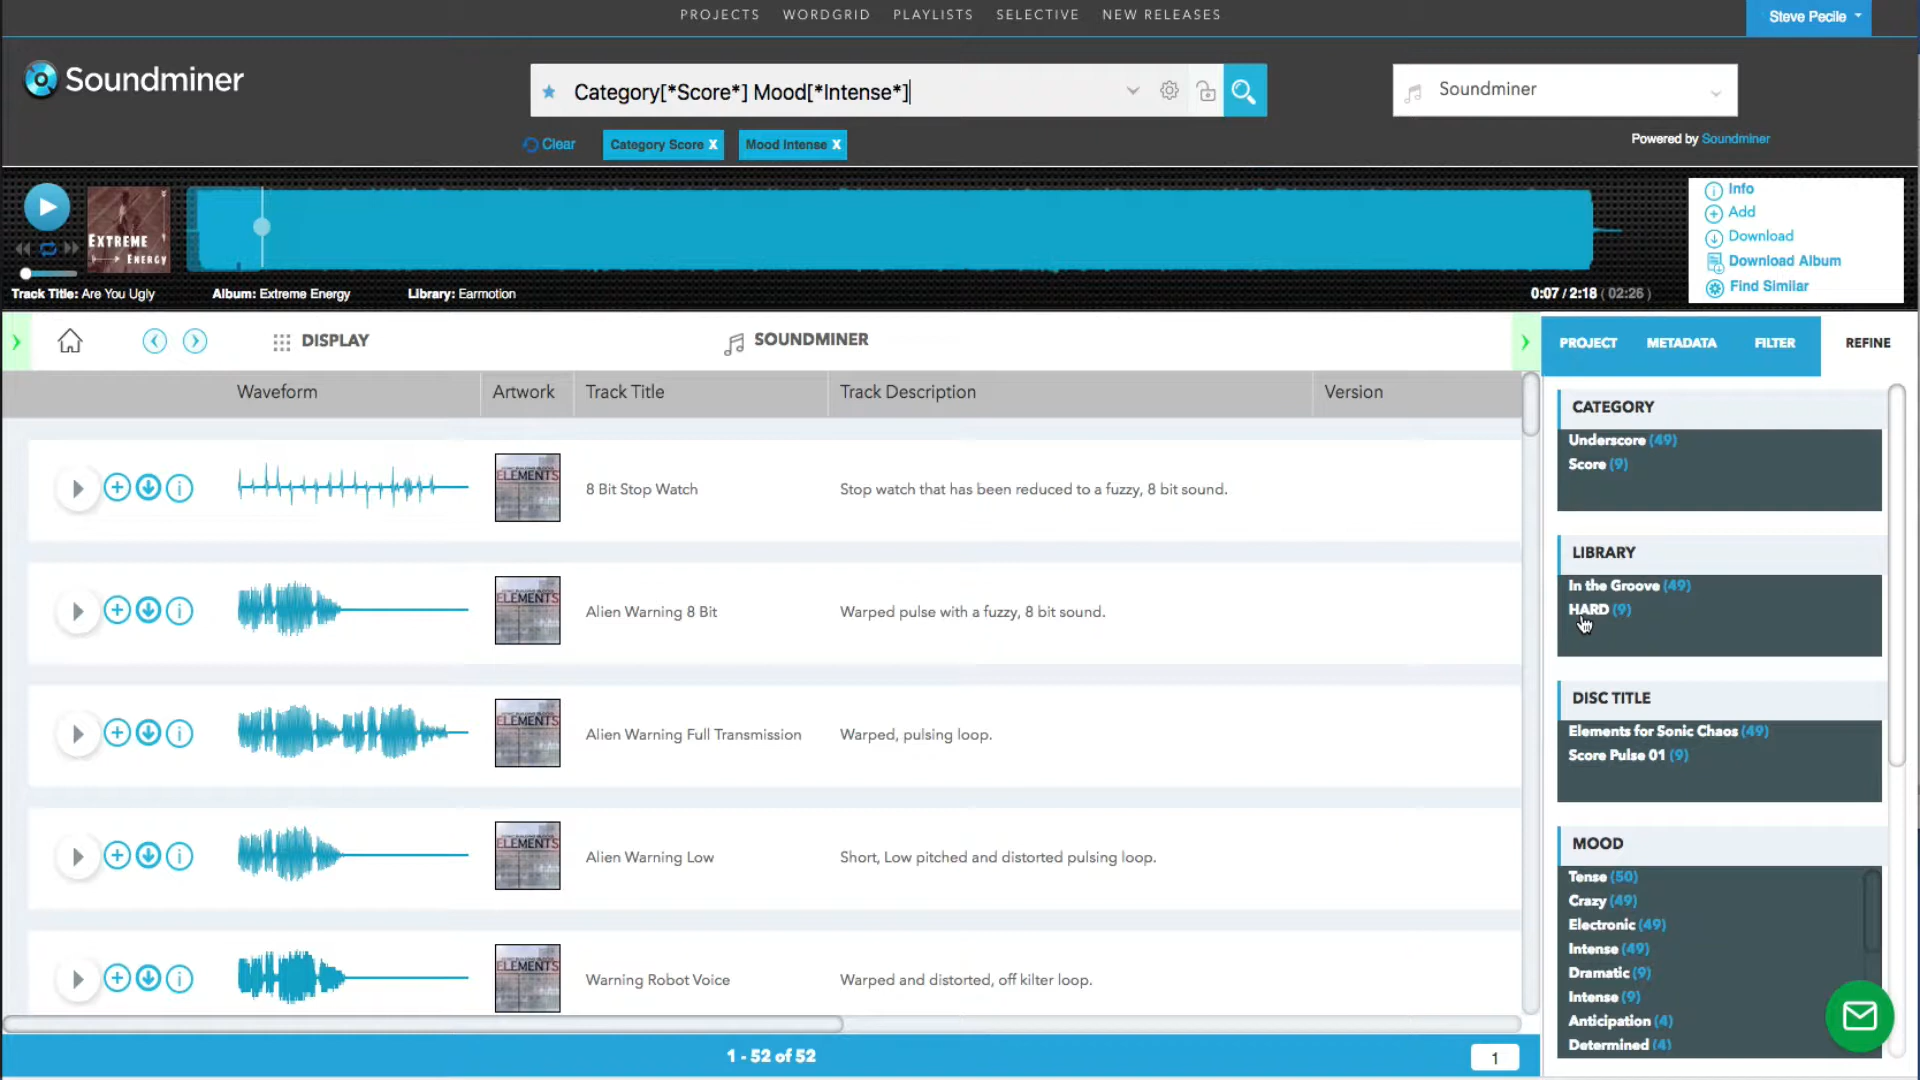 PROJECTS WORDGRID PLAYLISTS SELECTIVE NEW RELEASES
Steve Pecile
Soundminer
Category[*Score*] Mood[*Intense*]
Soundminer
Clear
Category Score X
Mood Intense X
Powered by Soundminer
EXTREME
ENERGY
Track Title: Are You Ugly
Album: Extreme Energy
Library: Earmotion
0:07 / 2:18 ( 02:26 )
Info
Add
Download
Download Album
Find Similar
DISPLAY
SOUNDMINER
PROJECT METADATA FILTER REFINE
Waveform Artwork Track Title Track Description Version
ELEMENTS
8 Bit Stop Watch
Stop watch that has been reduced to a fuzzy, 8 bit sound.
ELEMENTS
Alien Warning 8 Bit
Warped pulse with a fuzzy, 8 bit sound.
ELEMENTS
Alien Warning Full Transmission
Warped, pulsing loop.
ELEMENTS
Alien Warning Low
Short, Low pitched and distorted pulsing loop.
ELEMENTS
Warning Robot Voice
Warped and distorted, off kilter loop.
1 - 52 of 52
1
CATEGORY
Underscore (49)
Score (9)
LIBRARY
In the Groove (49)
HARD (9)
DISC TITLE
Elements for Sonic Chaos (49)
Score Pulse 01 (9)
MOOD
Tense (50)
Crazy (49)
Electronic (49)
Intense (49)
Dramatic (9)
Intense (9)
Anticipation (4)
Determined (4)